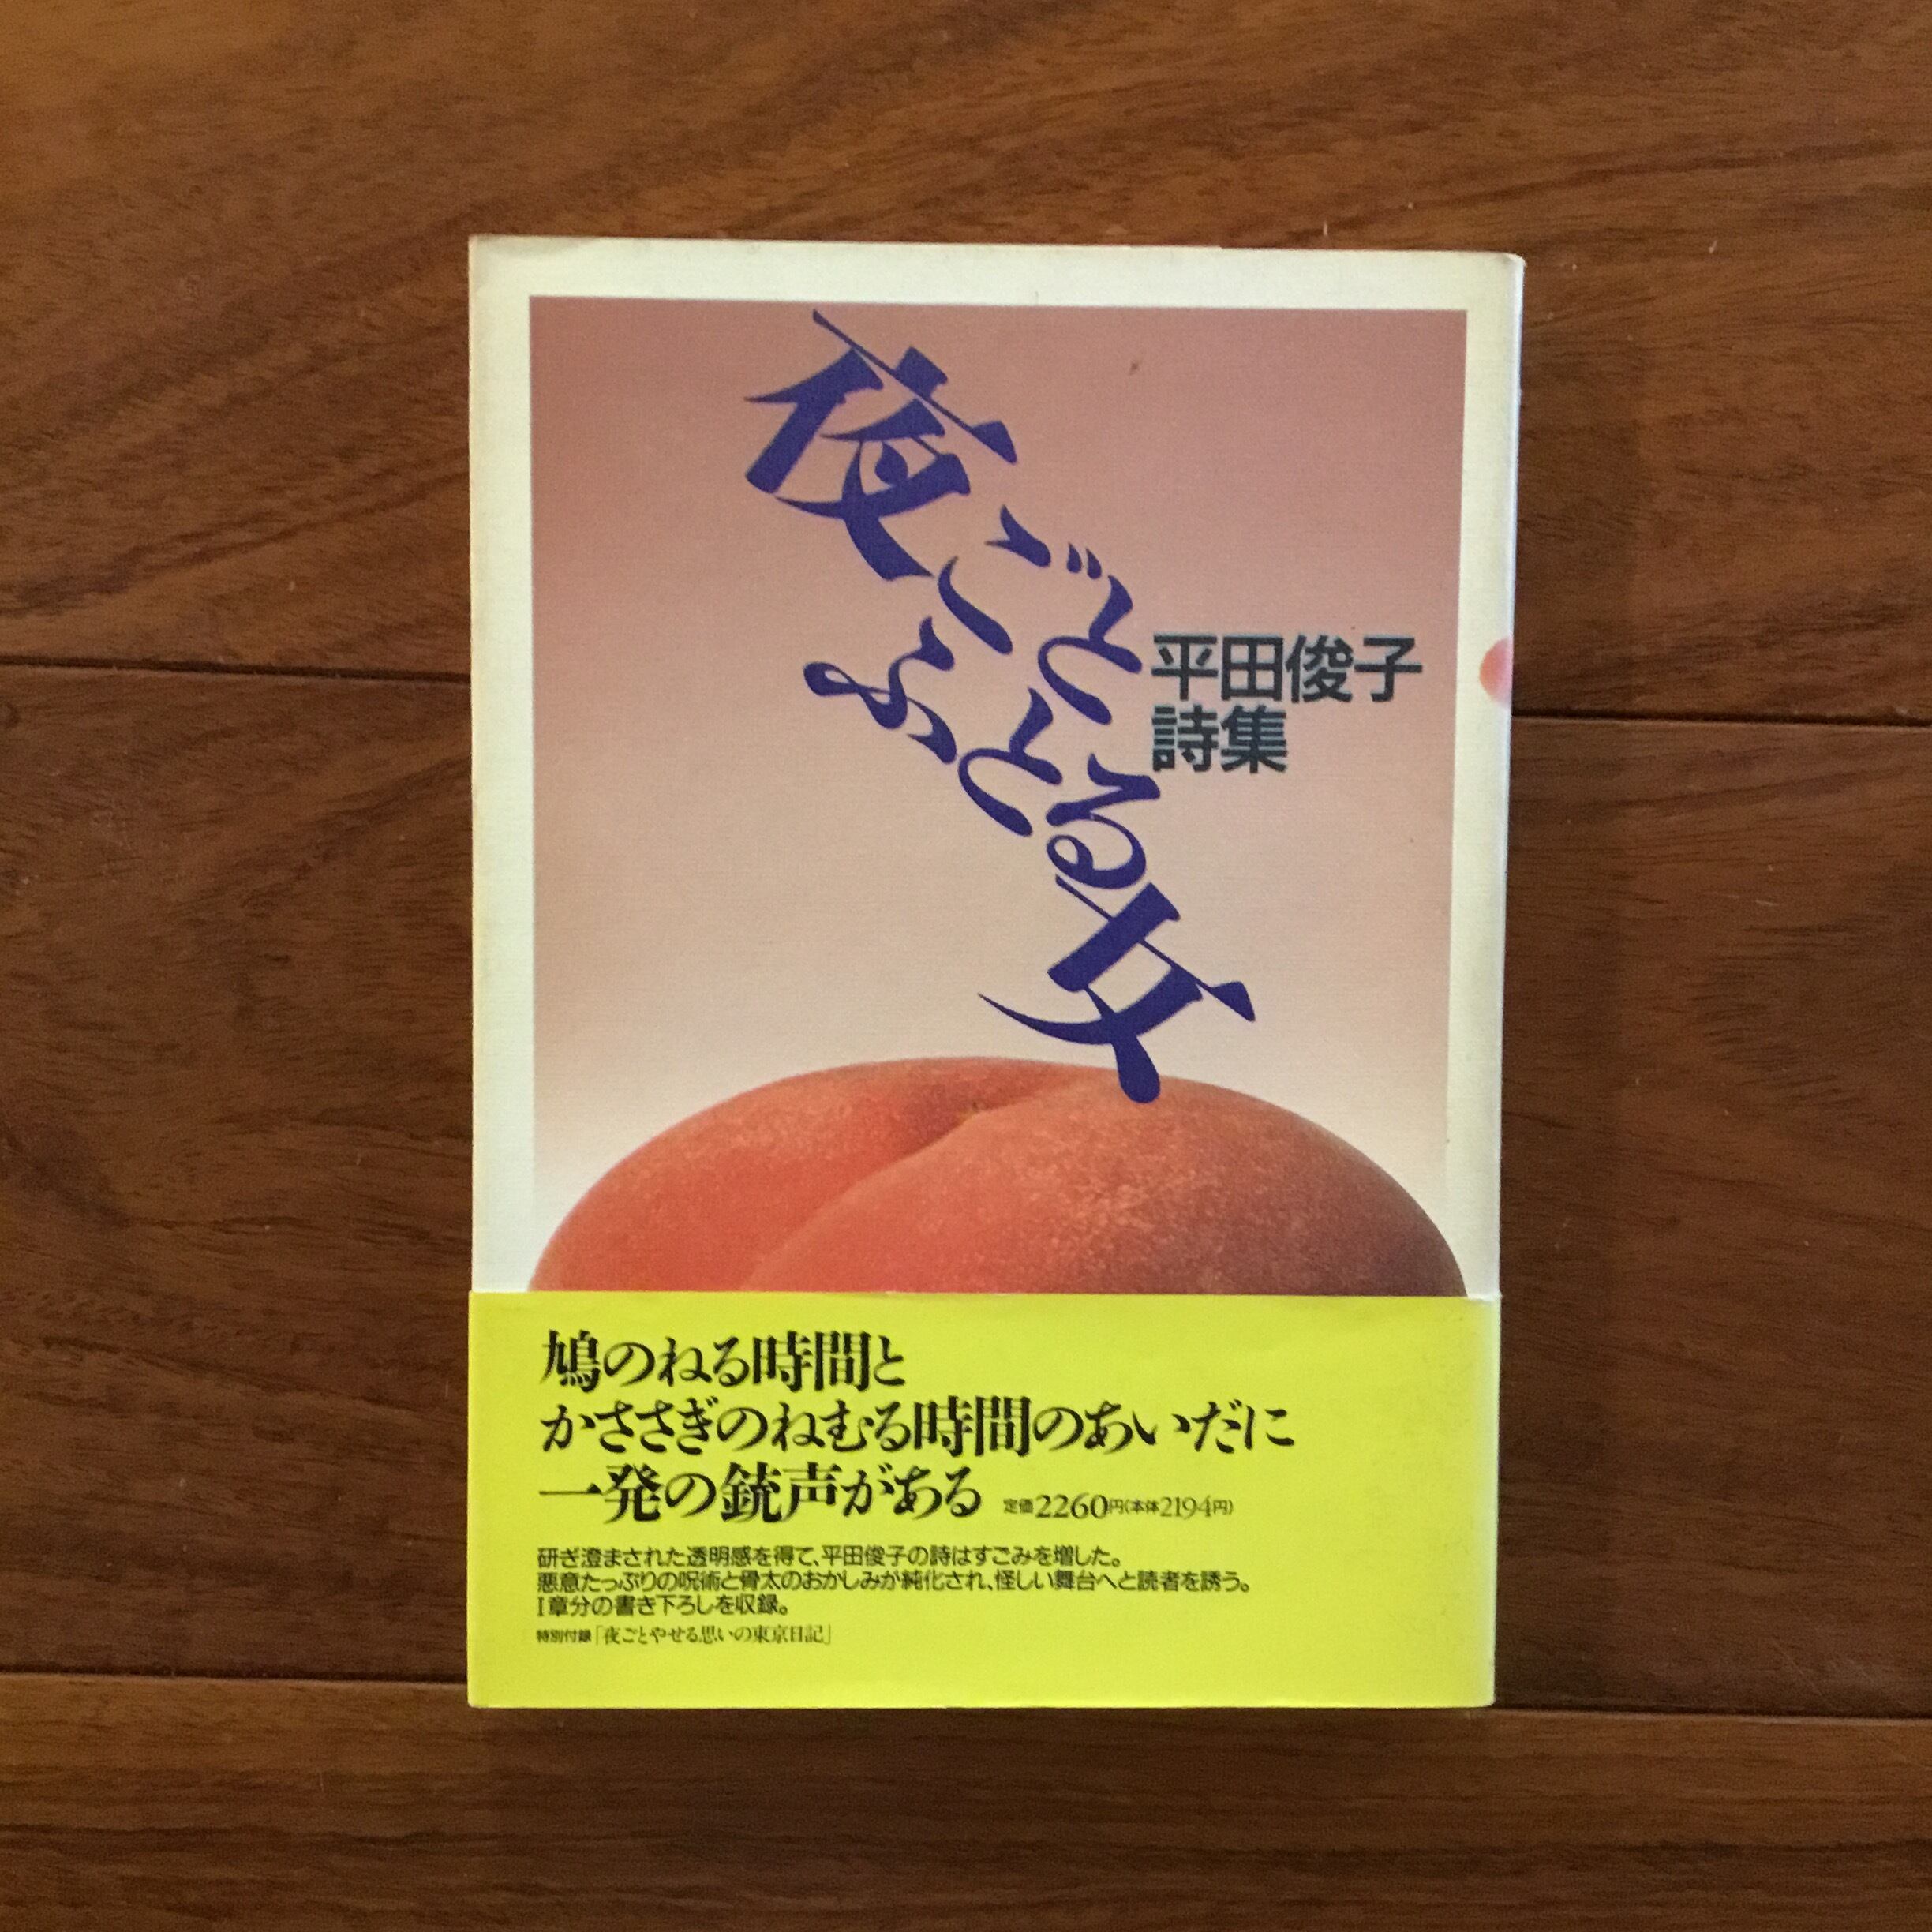 夜ごと
ふとる女
平田俊子
詩集
鳩のねる時間と
かささぎのねむる時間のあいだに
一発の銃声がある 定価2260円(本体2194円)
研ぎ澄まされた透明感を得て、平田俊子の詩はすごみを増した。
悪意たっぷりの呪術と骨太のおかしみが純化され、怪しい舞台へと読者を誘う。
I章分の書き下ろしを収録。
特別付録「夜ごとやせる思いの東京日記」